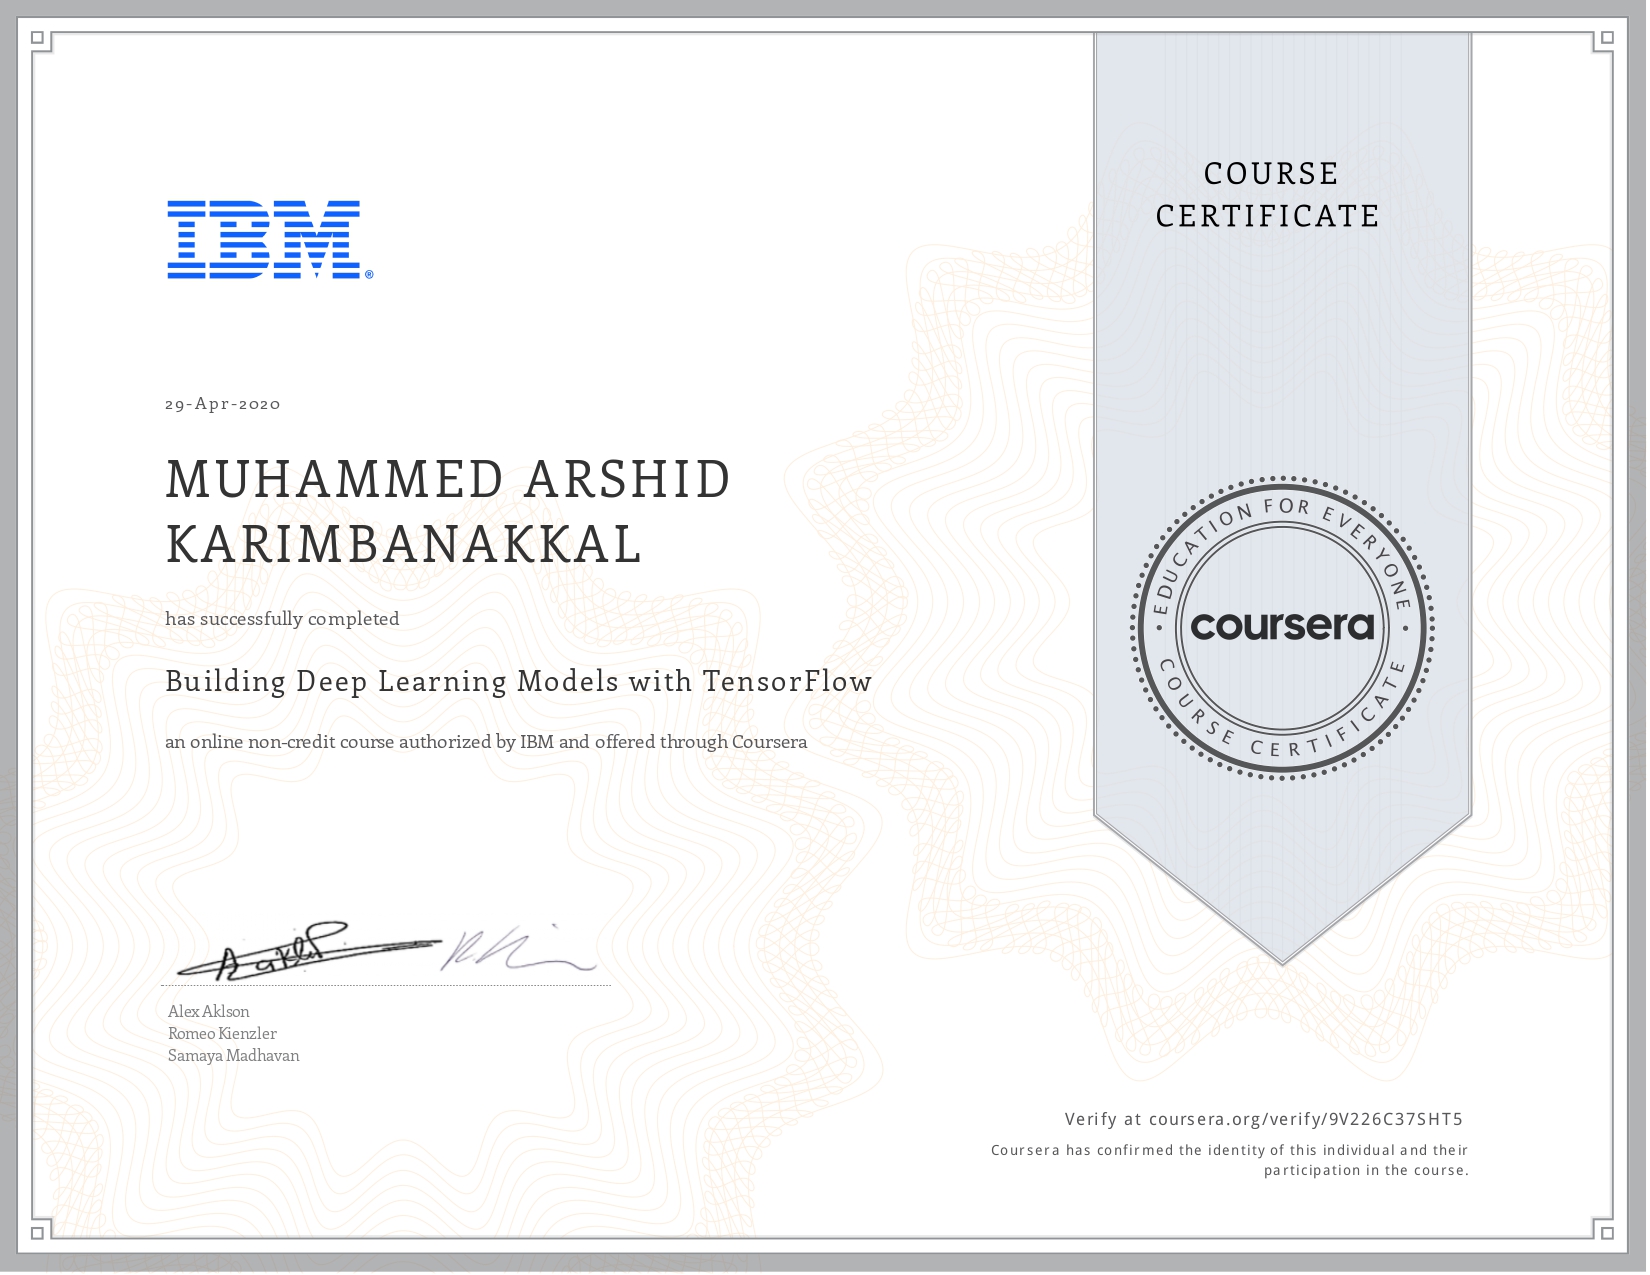 IBM®
COURSE
CERTIFICATE
29-Apr-2020
MUHAMMED ARSHID
KARIMBANAKKAL
has successfully completed
Building Deep Learning Models with TensorFlow
an online non-credit course authorized by IBM and offered through Coursera
EDUCATION FOR EVERYONE
coursera
COURSE CERTIFICATE
Alex Aklson
Romeo Kienzler
Samaya Madhavan
Verify at coursera.org/verify/9V226C37SHT5
Coursera has confirmed the identity of this individual and their
participation in the course.